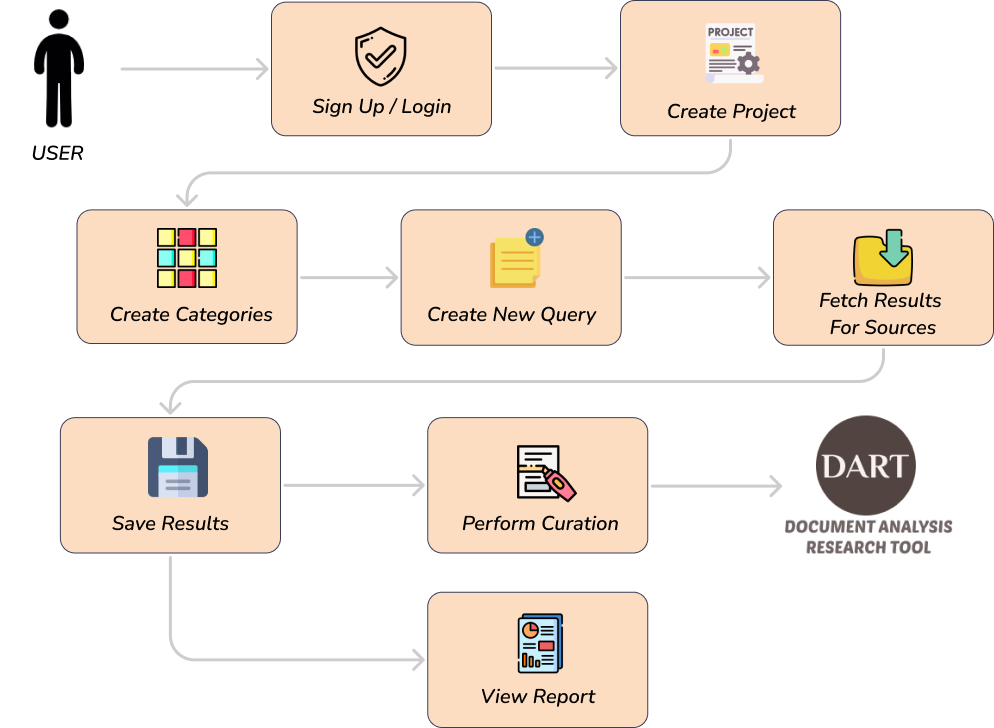 USER
Sign Up / Login
PROJECT
Create Project
Create Categories
Create New Query
Fetch Results
For Sources
Save Results
Perform Curation
DART
DOCUMENT ANALYSIS
RESEARCH TOOL
View Report